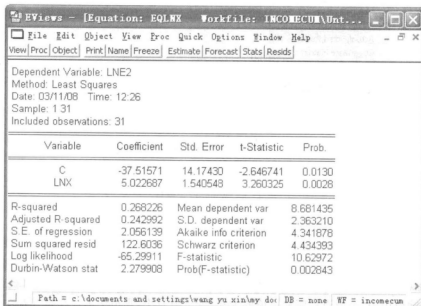 EViews - [Equation: EQLNX Workfile: INCOMECUM\Unt...
File Edit Object View Proc Quick Options Window Help
View Proc Object Print Name Freeze Estimate Forecast Stats Resids
Dependent Variable: LNE2
Method: Least Squares
Date: 03/11/08 Time: 12:26
Sample: 1 31
Included observations: 31
Variable Coefficient Std. Error t-Statistic Prob.
C -37.51571 14.17430 -2.646741 0.0130
LNX 5.022687 1.540548 3.260325 0.0028
R-squared 0.268226 Mean dependent var 8.681435
Adjusted R-squared 0.242992 S.D. dependent var 2.363210
S.E. of regression 2.056139 Akaike info criterion 4.341878
Sum squared resid 122.6036 Schwarz criterion 4.434393
Log likelihood -65.29911 F-statistic 10.62972
Durbin-Watson stat 2.279908 Prob(F-statistic) 0.002843
Path = c:\documents and settings\wang yu xin\my doc DB = none WF = incomecum